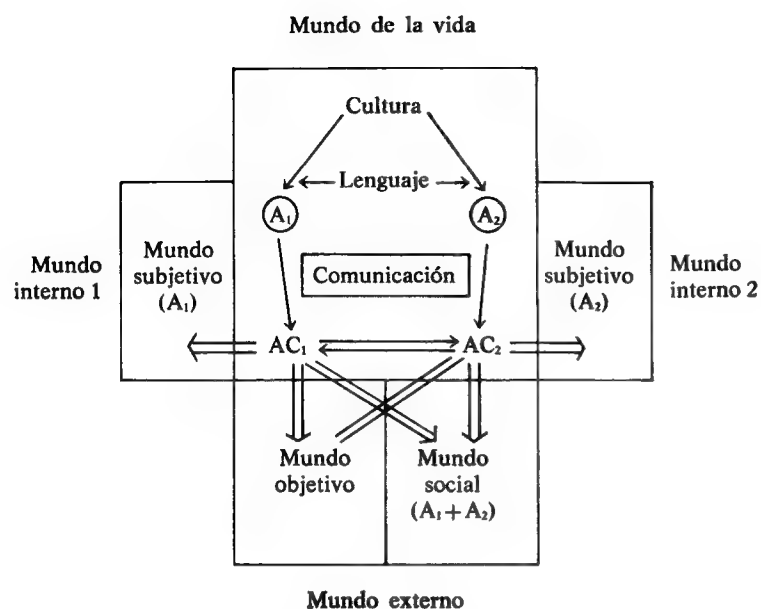 Mundo de la vida
Cultura
Lenguaje
A₁
A₂
Mundo
interno 1
Mundo
subjetivo
(A₁)
Comunicación
Mundo
subjetivo
(A₂)
Mundo
interno 2
AC₁
AC₂
Mundo
objetivo
Mundo
social
(A₁+A₂)
Mundo externo